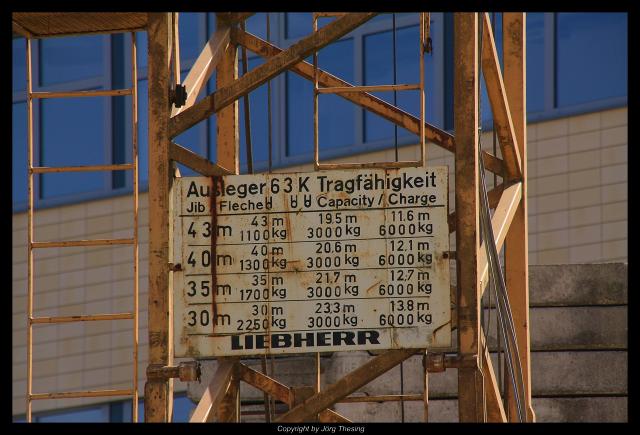 Ausleger 63 K Tragfähigkeit
Jib / Fleche Capacity / Charge
43m 43 m 1100 kg 19.5 m 3000 kg 11.6 m 6000 kg
40m 40 m 1300 kg 20.6 m 3000 kg 12.1 m 6000 kg
35m 35 m 1700 kg 21.7 m 3000 kg 12.7 m 6000 kg
30m 30 m 2250 kg 23.3 m 3000 kg 13.8 m 6000 kg
LIEBHERR
Copyright by Jörg Thesing